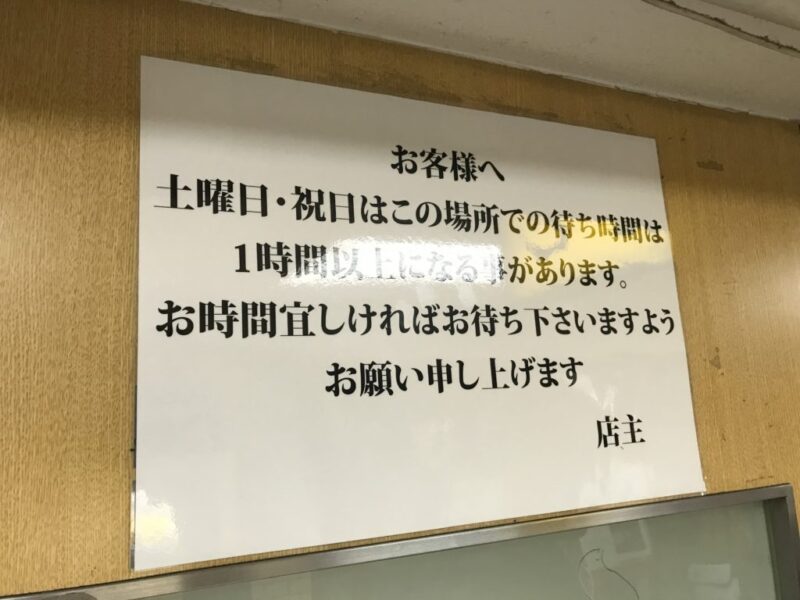 お客様へ
土曜日・祝日はこの場所での待ち時間は
1時間以上になる事があります。
お時間宜しければお待ち下さいますよう
お願い申し上げます
店主